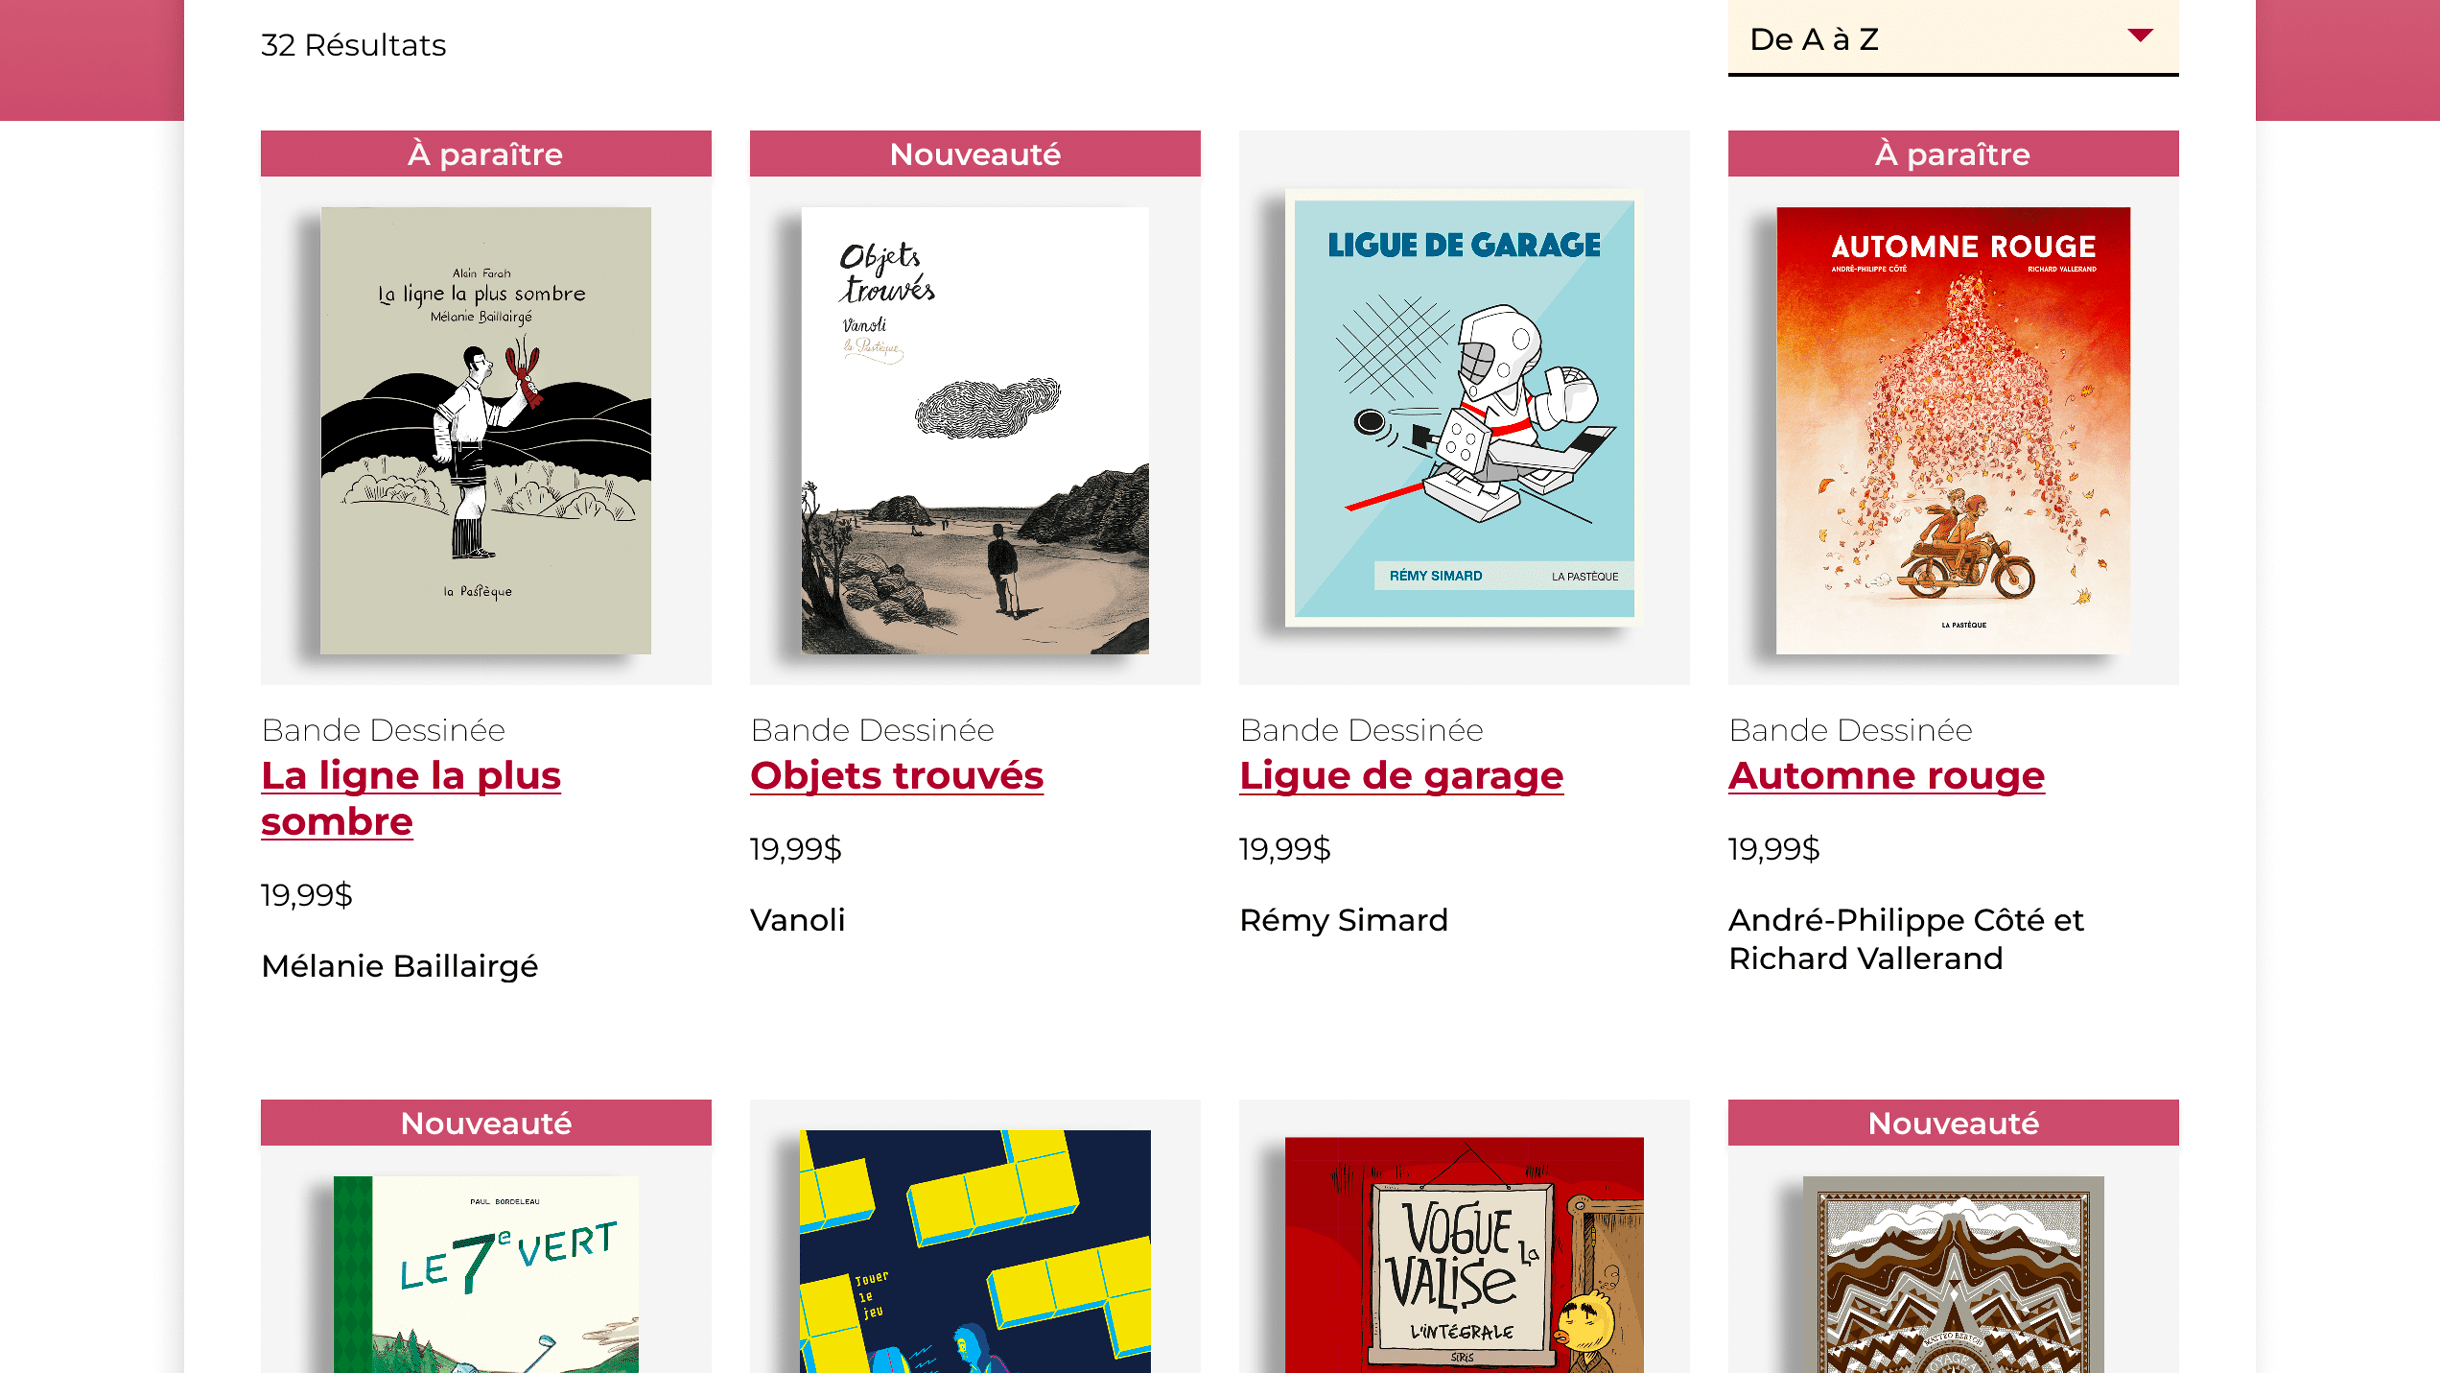 32 Résultats
De A à Z
À paraître
Alain Farah
La ligne la plus sombre
Mélanie Baillairgé
la Pastèque
Bande Dessinée
La ligne la plus
sombre
19,99$
Mélanie Baillairgé
Nouveauté
Objets
trouvés
Vanoli
la Pastèque
Bande Dessinée
Objets trouvés
19,99$
Vanoli
LIGUE DE GARAGE
RÉMY SIMARD
LA PASTÈQUE
Bande Dessinée
Ligue de garage
19,99$
Rémy Simard
À paraître
AUTOMNE ROUGE
ANDRÉ-PHILIPPE CÔTÉ
RICHARD VALLERAND
LA PASTÈQUE
Bande Dessinée
Automne rouge
19,99$
André-Philippe Côté et
Richard Vallerand
Nouveauté
PAUL BORDELEAU
LE 7e VERT
Jouer
le
jeu
VOGUE
la
VALISE
L'INTÉGRALE
SIRIS
Nouveauté
MATTEO BERTON